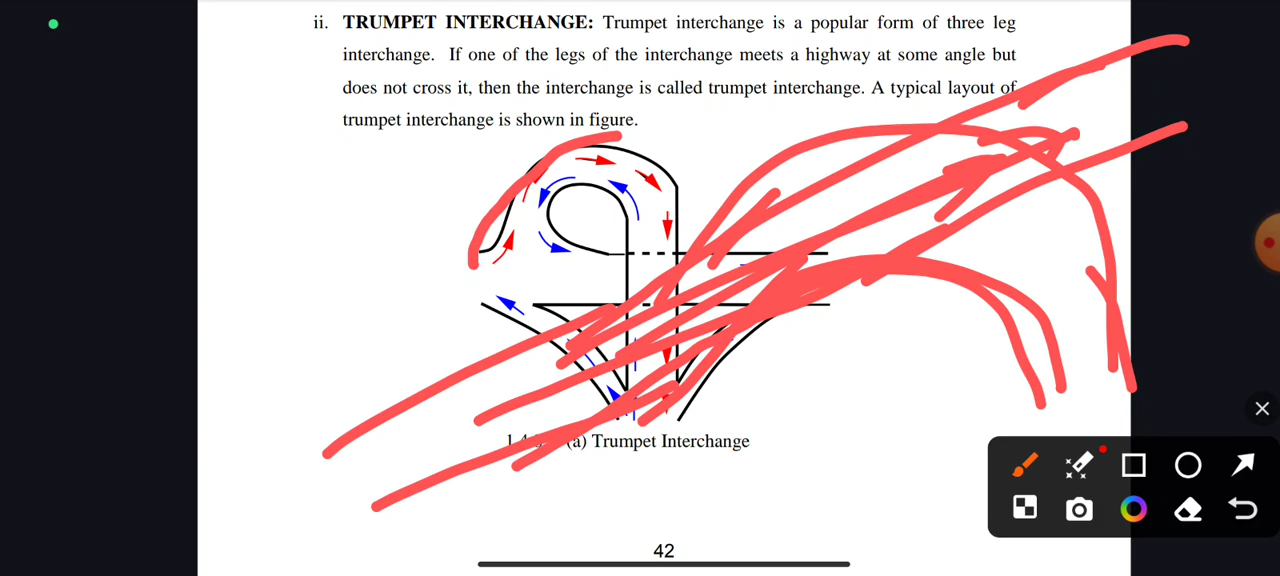 ii. TRUMPET INTERCHANGE: Trumpet interchange is a popular form of three leg
interchange. If one of the legs of the interchange meets a highway at some angle but
does not cross it, then the interchange is called trumpet interchange. A typical layout of
trumpet interchange is shown in figure.
(a) Trumpet Interchange
42